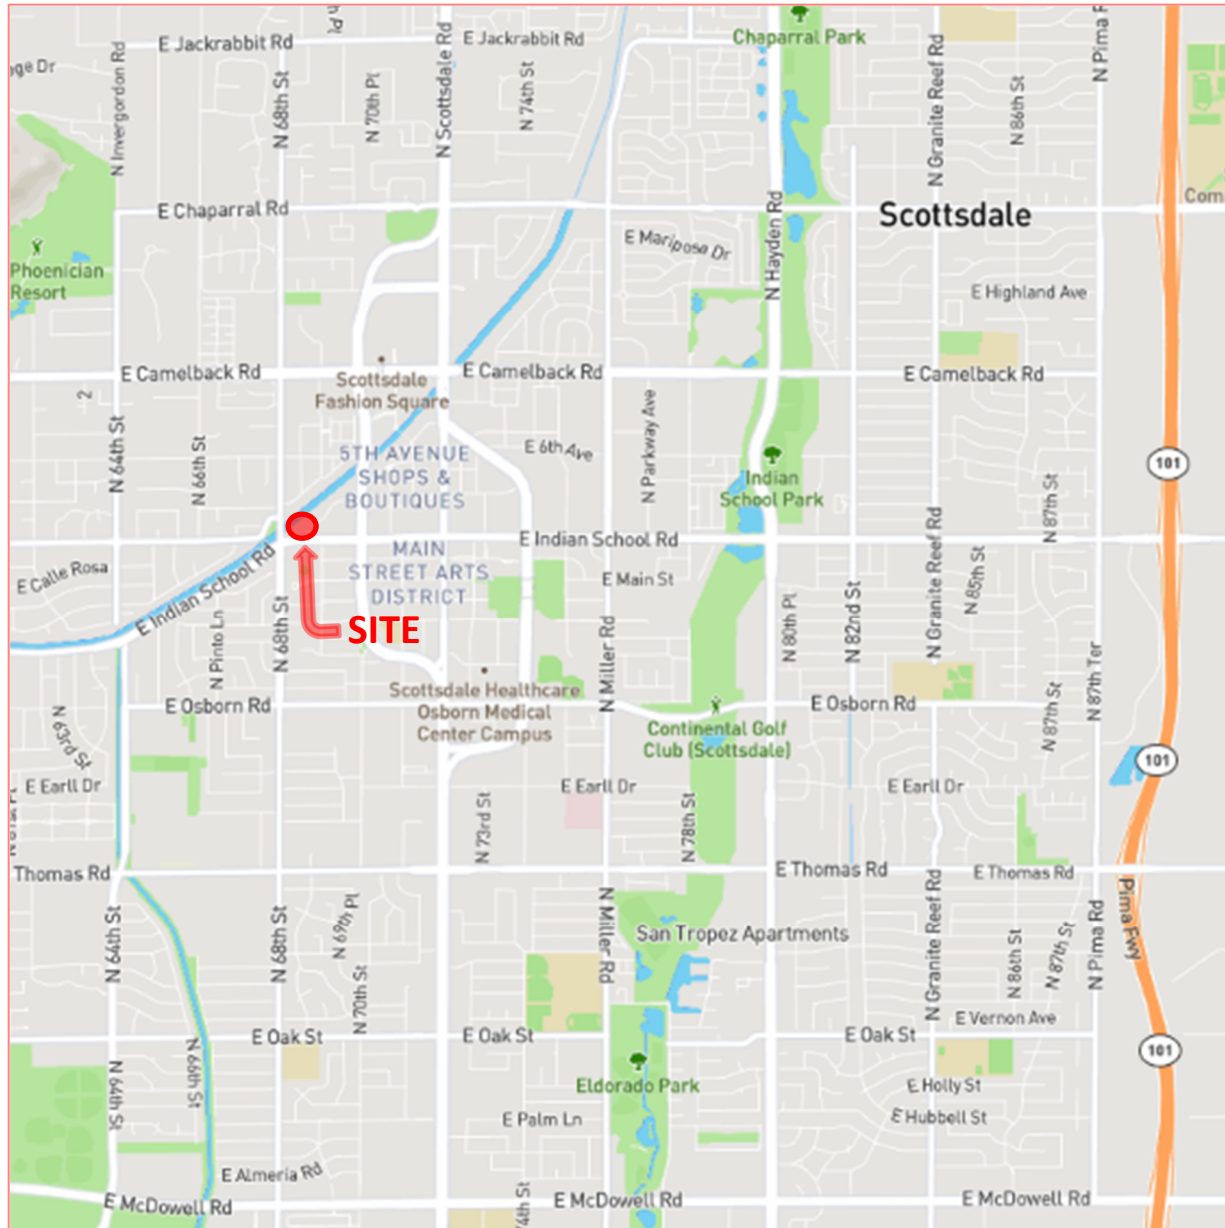 E Jackrabbit Rd
E Jackrabbit Rd
Chaparral Park
N Invergordon Rd
N 68th St
N 70th Pl
N Scottsdale Rd
N 74th St
N Granite Reef Rd
N 86th St
E Chaparral Rd
Scottsdale
N Hayden Rd
E Mariposa Dr
Phoenician
Resort
E Highland Ave
E Camelback Rd
E Camelback Rd
E Camelback Rd
Scottsdale
Fashion Square
2
N 64th St
N 66th St
N Parkway Ave
E 6th Ave
5TH AVENUE
SHOPS &
BOUTIQUES
Indian
School Park
101
N 87th St
E Indian School Rd
MAIN
STREET ARTS
DISTRICT
E Main St
E Calle Rosa
E Indian School Rd
N Pinto Ln
N 68th St
SITE
N Miller Rd
N 80th Pl
N 82nd St
N Granite Reef Rd
N 85th St
N 87th Ter
Scottsdale Healthcare
Osborn Medical
Center Campus
E Osborn Rd
E Osborn Rd
N 63rd St
Continental Golf
Club (Scottsdale)
N 87th St
101
E Earll Dr
E Earll Dr
E Earll Dr
N 73rd St
N 78th St
Thomas Rd
E Thomas Rd
E Thomas Rd
N 64th St
N 68th St
N 69th Pl
N 70th St
N Miller Rd
San Tropez Apartments
N Granite Reef Rd
N 86th St
N 87th St
N Pima Rd
Pima Fwy
E Vernon Ave
E Oak St
E Oak St
E Oak St
101
N 64th St
N 66th St
Eldorado Park
E Holly St
E Palm Ln
E Hubbell St
E Almeria Rd
E McDowell Rd
E McDowell Rd
E McDowell Rd